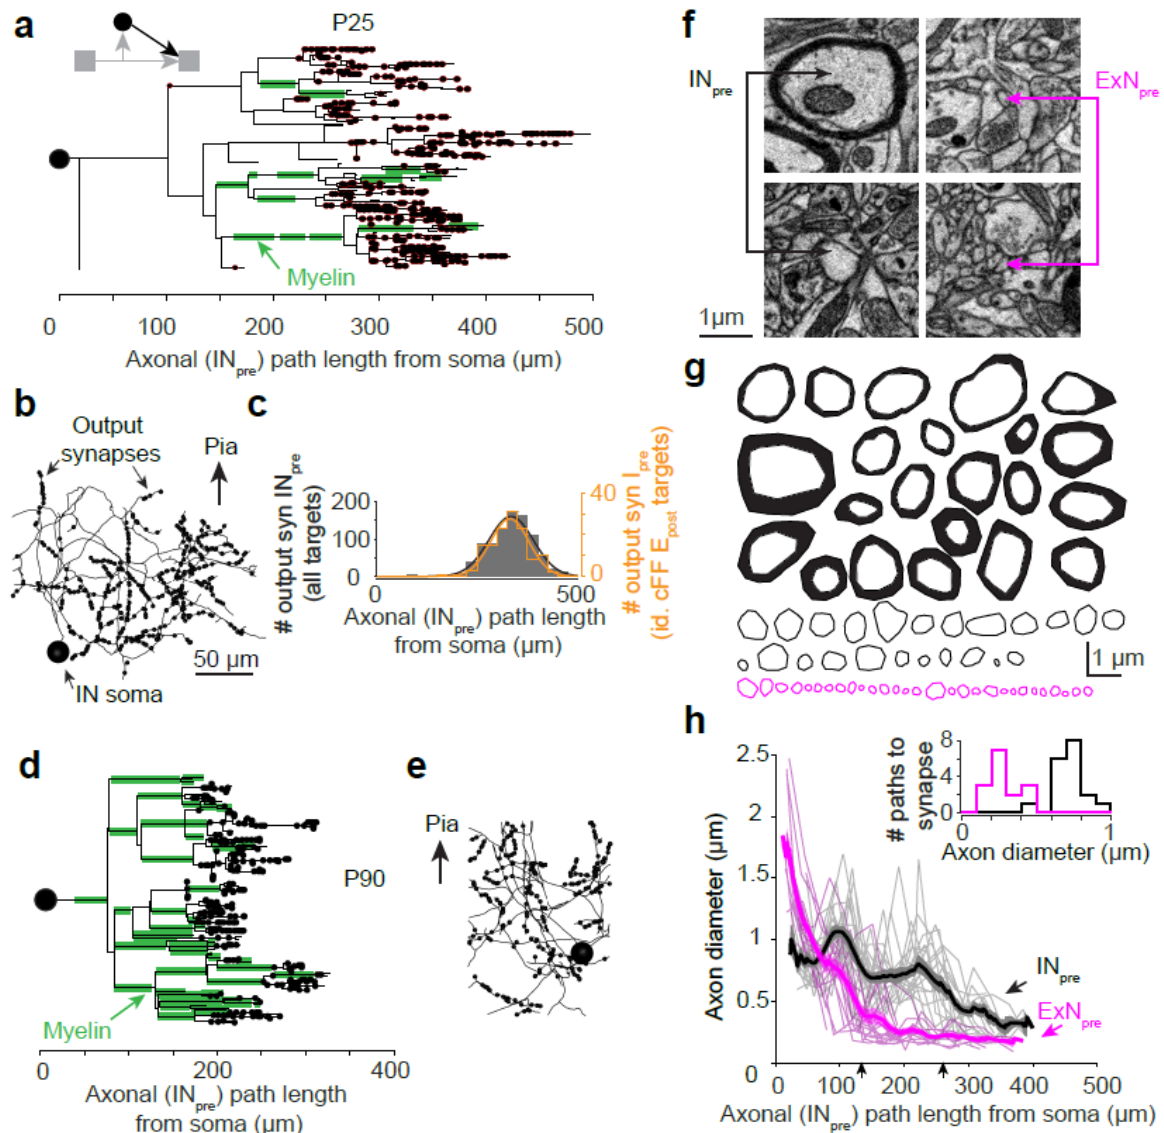 a
P25
Myelin
0 100 200 300 400 500
Axonal (INpre) path length from soma (µm)
b
Output
synapses
Pia
50 µm
IN soma
c
# output syn INpre
(all targets)
200
100
0
40
0
# output syn Ipre
(id. cFF Epost targets)
0 500
Axonal (INpre) path length
from soma (µm)
d
P90
Myelin
0 200 400
Axonal (INpre) path length
from soma (µm)
e
Pia
f
INpre
ExNpre
1µm
g
1 µm
h
2.5
2
1.5
1
0.5
0
Axon diameter (µm)
# paths to
synapse
8
4
0
0 1
Axon diameter (µm)
INpre
ExNpre
0 100 200 300 400 500
Axonal (INpre) path length from soma (µm)